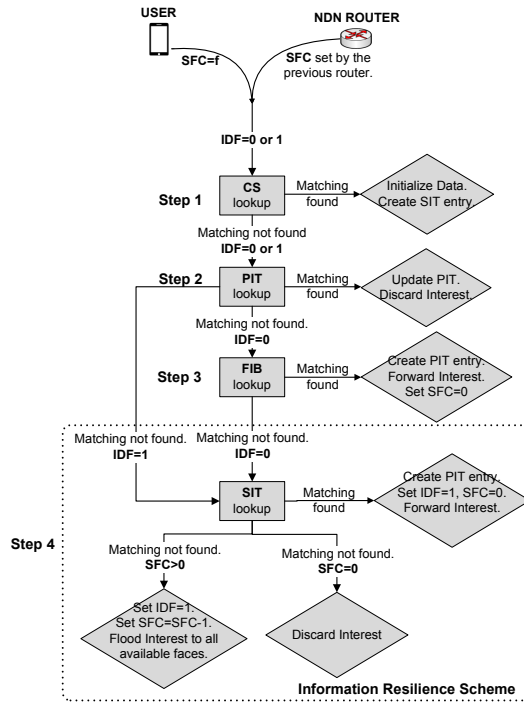 USER
NDN ROUTER
SFC=f
SFC set by the
previous router.
IDF=0 or 1
Step 1
CS
lookup
Matching
found
Initialize Data.
Create SIT entry.
Matching not found
IDF=0 or 1
Step 2
PIT
lookup
Matching
found
Update PIT.
Discard Interest.
Matching not found.
IDF=0
Step 3
FIB
lookup
Matching
found
Create PIT entry.
Forward Interest.
Set SFC=0
Matching not found.
IDF=1
Matching not found.
IDF=0
Step 4
SIT
lookup
Matching
found
Create PIT entry.
Set IDF=1, SFC=0.
Forward Interest.
Matching not found.
SFC>0
Matching not found.
SFC=0
Set IDF=1.
Set SFC=SFC-1.
Flood Interest to all
available faces.
Discard Interest
Information Resilience Scheme